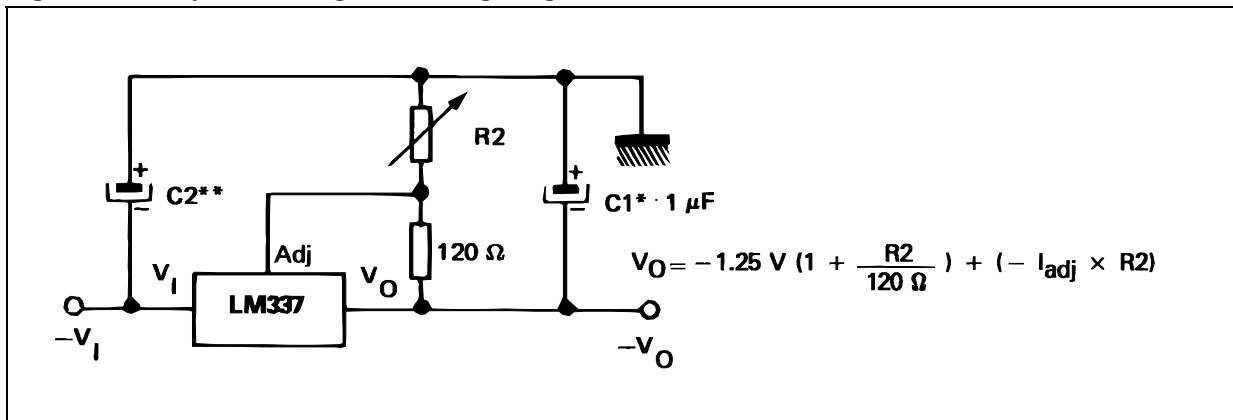 R2
+
C2**
–
+
C1* · 1 μF
–
120 Ω
Adj
V_I
V_O
LM337
–V_I
–V_O
V_O = –1.25 V (1 + R2 / 120 Ω ) + (– I_adj × R2)